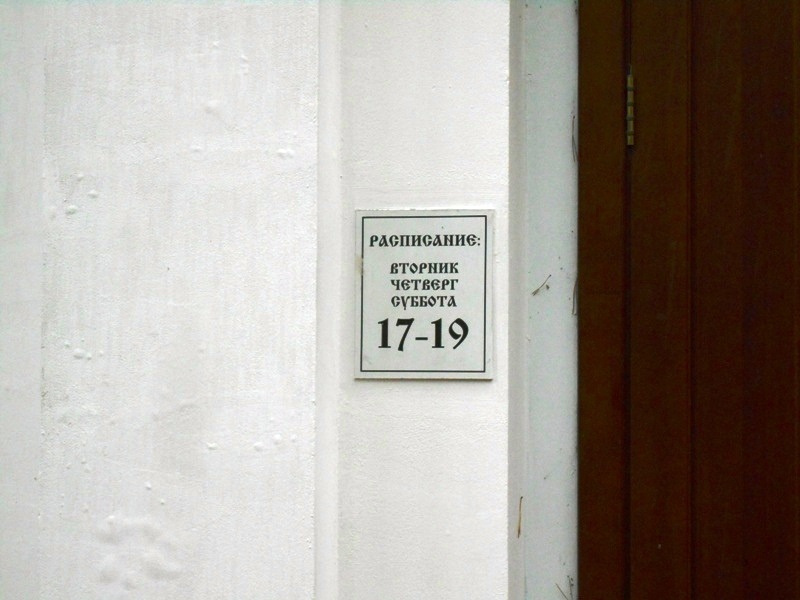 РАСПИСАНИЕ:
ВТОРНИК
ЧЕТВЕРГ
СУББОТА
17-19